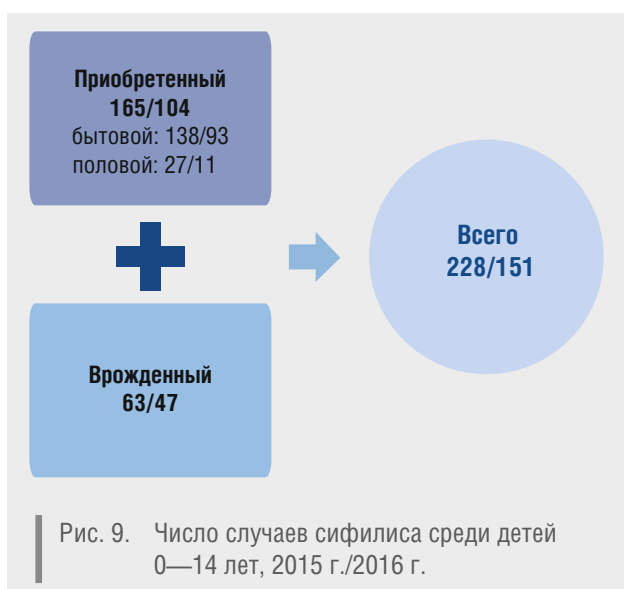 Приобретенный
165/104
бытовой: 138/93
половой: 27/11
Всего
228/151
Врожденный
63/47
Рис. 9. Число случаев сифилиса среди детей
0—14 лет, 2015 г./2016 г.